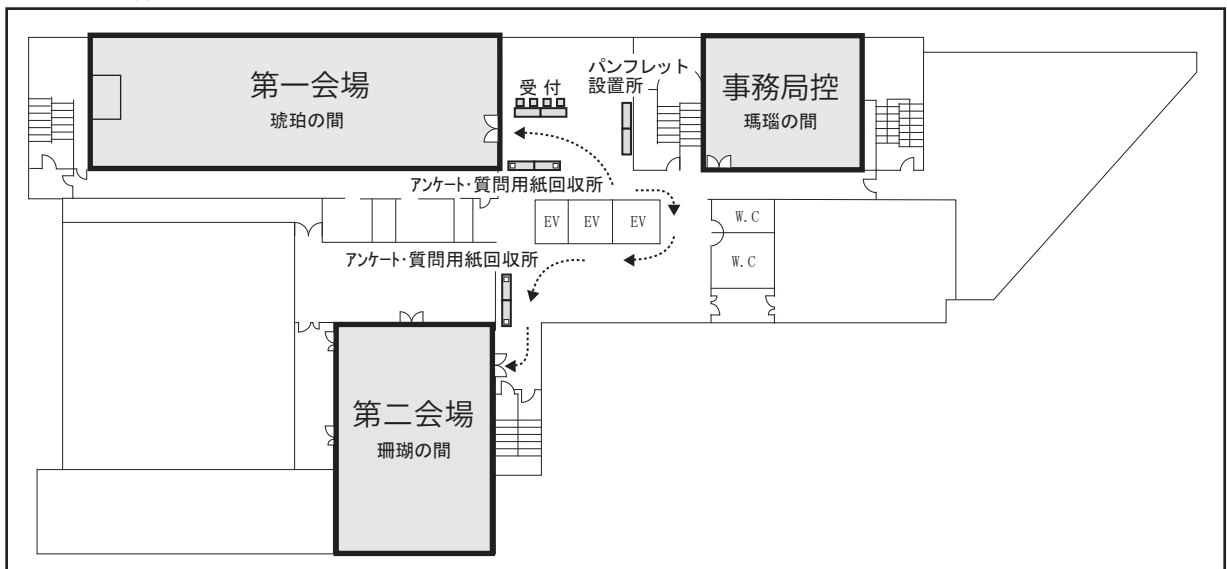 第一会場
琥珀の間
受付
パンフレット
設置所
事務局控
瑪瑙の間
アンケート・質問用紙回収所
EV
EV
EV
W.C
W.C
アンケート・質問用紙回収所
第二会場
珊瑚の間